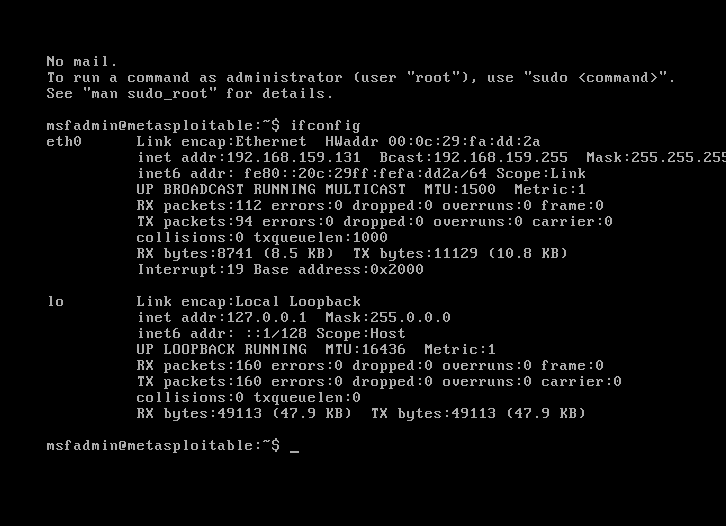 No mail.
To run a command as administrator (user "root"), use "sudo <command>".
See "man sudo_root" for details.
msfadmin@metasploitable:~$ ifconfig
eth0      Link encap:Ethernet  HWaddr 00:0c:29:fa:dd:2a
          inet addr:192.168.159.131  Bcast:192.168.159.255  Mask:255.255.255
          inet6 addr: fe80::20c:29ff:fefa:dd2a/64 Scope:Link
          UP BROADCAST RUNNING MULTICAST  MTU:1500  Metric:1
          RX packets:112 errors:0 dropped:0 overruns:0 frame:0
          TX packets:94 errors:0 dropped:0 overruns:0 carrier:0
          collisions:0 txqueuelen:1000
          RX bytes:8741 (8.5 KB)  TX bytes:11129 (10.8 KB)
          Interrupt:19 Base address:0x2000
lo        Link encap:Local Loopback
          inet addr:127.0.0.1  Mask:255.0.0.0
          inet6 addr: ::1/128 Scope:Host
          UP LOOPBACK RUNNING  MTU:16436  Metric:1
          RX packets:160 errors:0 dropped:0 overruns:0 frame:0
          TX packets:160 errors:0 dropped:0 overruns:0 carrier:0
          collisions:0 txqueuelen:0
          RX bytes:49113 (47.9 KB)  TX bytes:49113 (47.9 KB)
msfadmin@metasploitable:~$ _